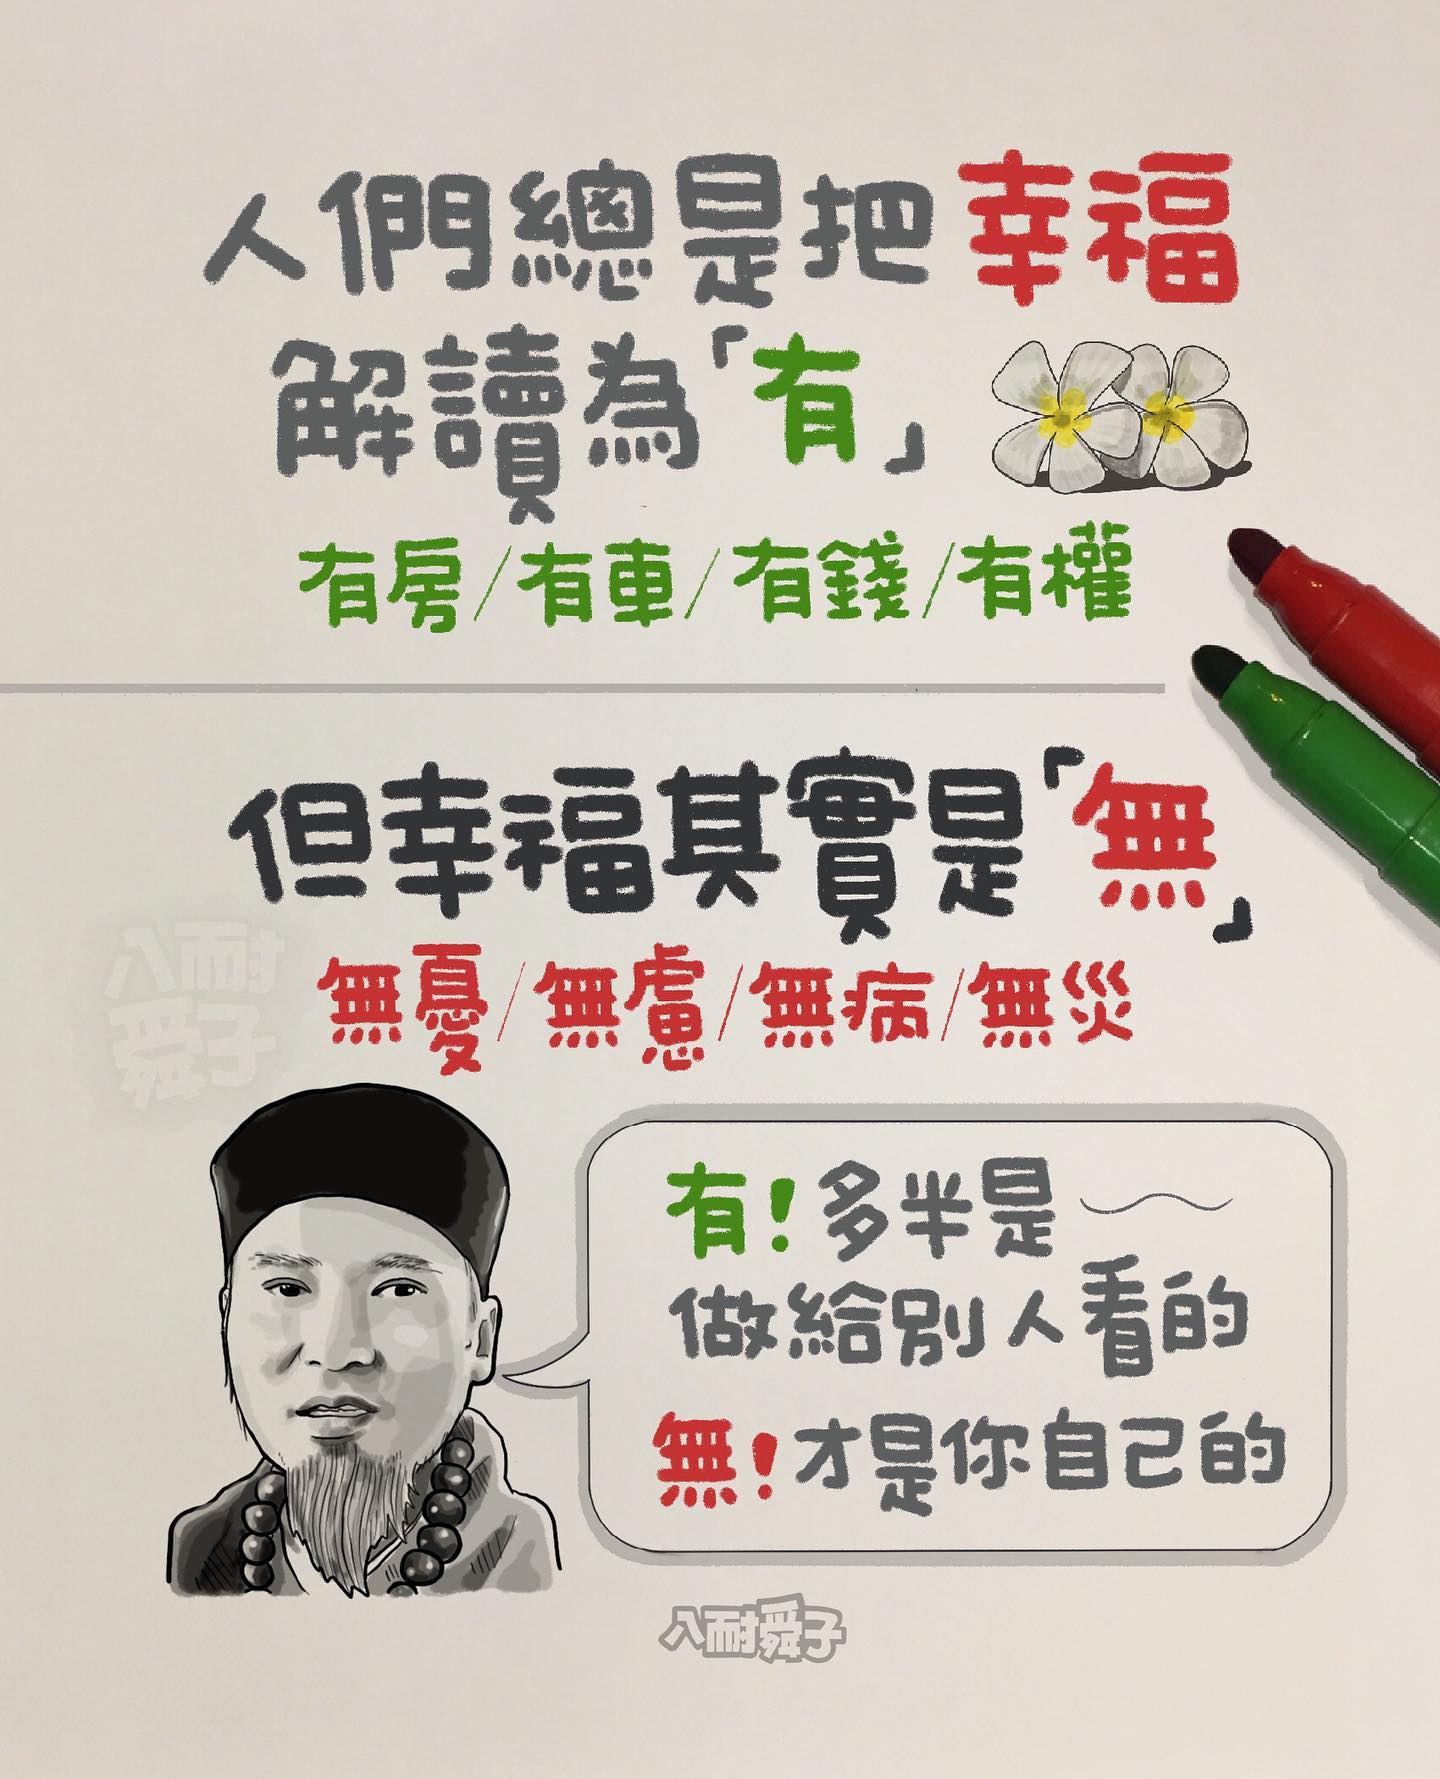 人們總是把幸福
解讀為「有」
有房/有車/有錢/有權
但幸福其實是「無」
無憂/無慮/無病/無災
八耐
舜子
有!多半是
做給別人看的
無!才是你自己的
八耐舜子